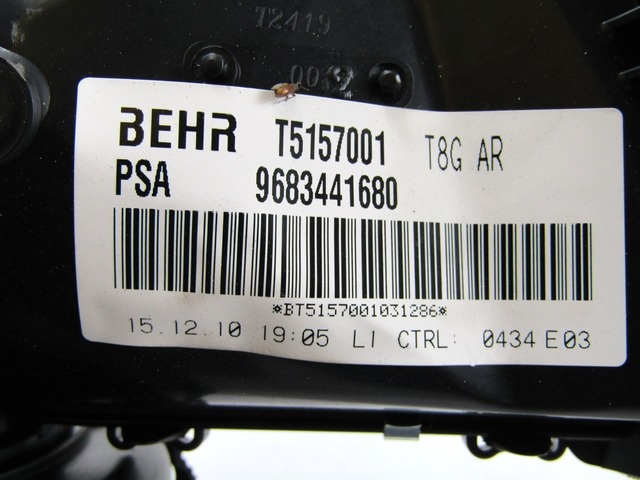 T2419
BEHR T5157001 T8G AR
PSA 9683441680
*BT5157001031286*
15.12.10 19:05 L1 CTRL: 0434 E03